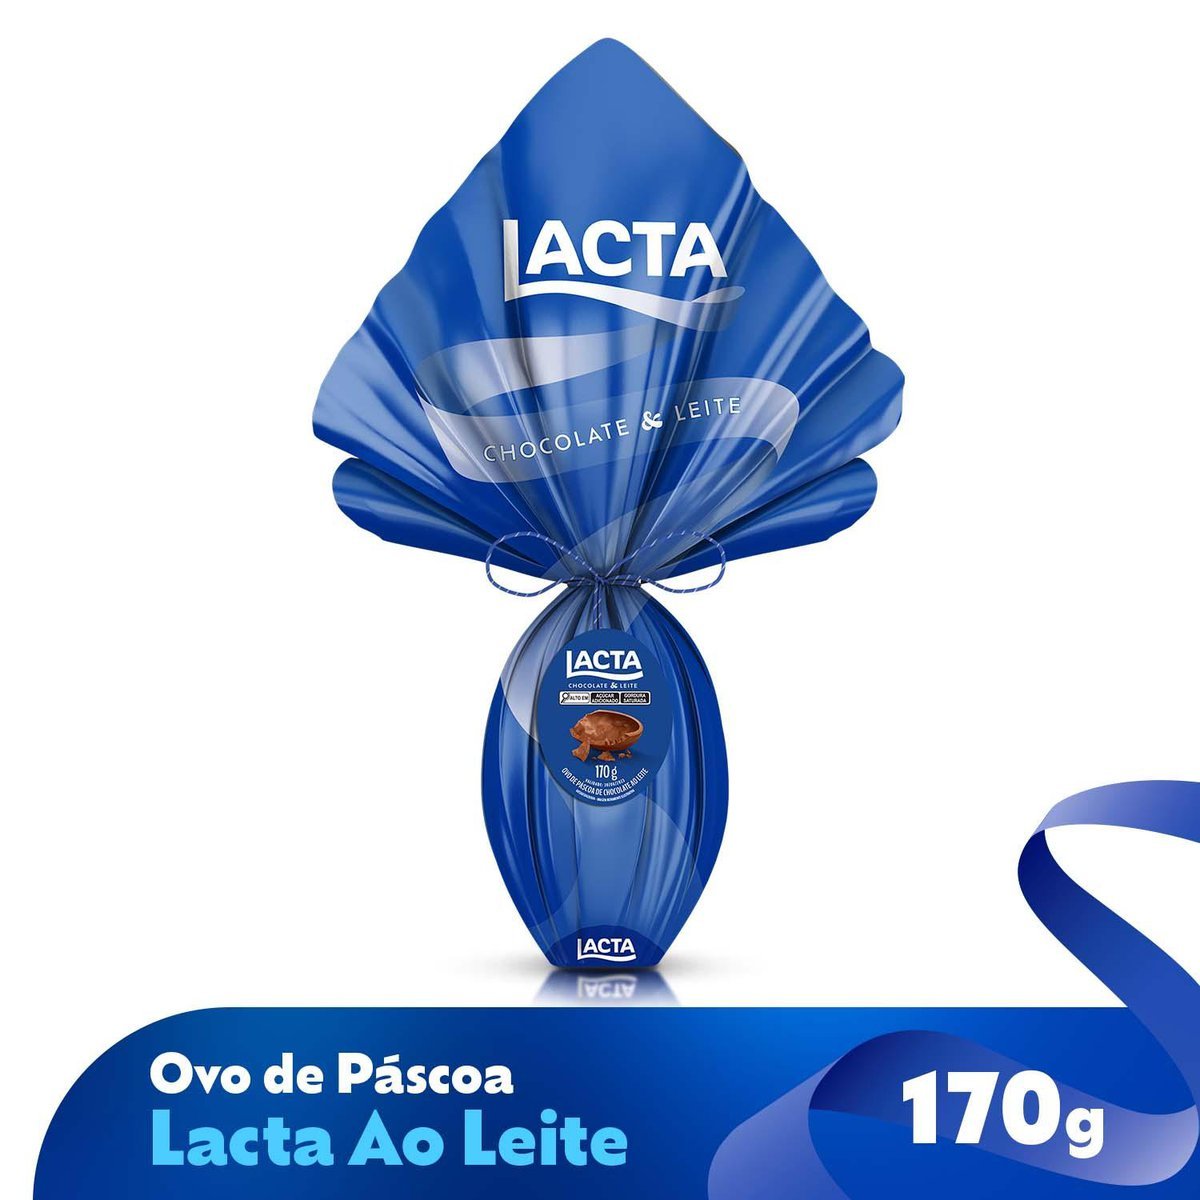 LACTA
CHOCOLATE & LEITE
LACTA
CHOCOLATE & LEITE
ALTO EM
AÇÚCAR ADICIONADO
GORDURA SATURADA
170 g
OVO DE PÁSCOA DE CHOCOLATE AO LEITE
LACTA
Ovo de Páscoa
Lacta Ao Leite
170g